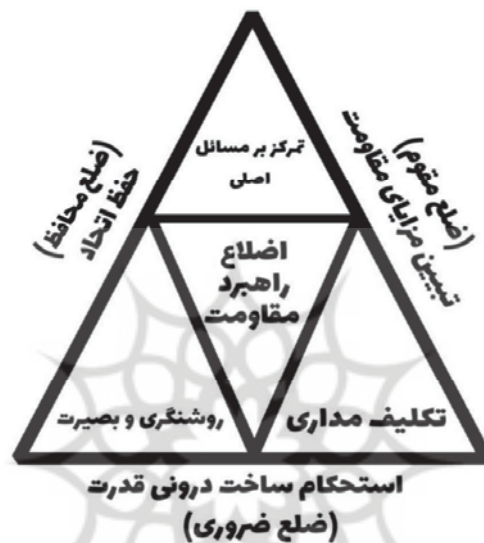 تمرکز بر مسائل
اصلی
(ضلع مقوم)
تبیین مزایای مقاومت
(ضلع محافظ)
حفظ اتحاد
اضلاع
راهبرد
مقاومت
تکلیف مداری
روشنگری و بصیرت
استحکام ساخت درونی قدرت
(ضلع ضروری)